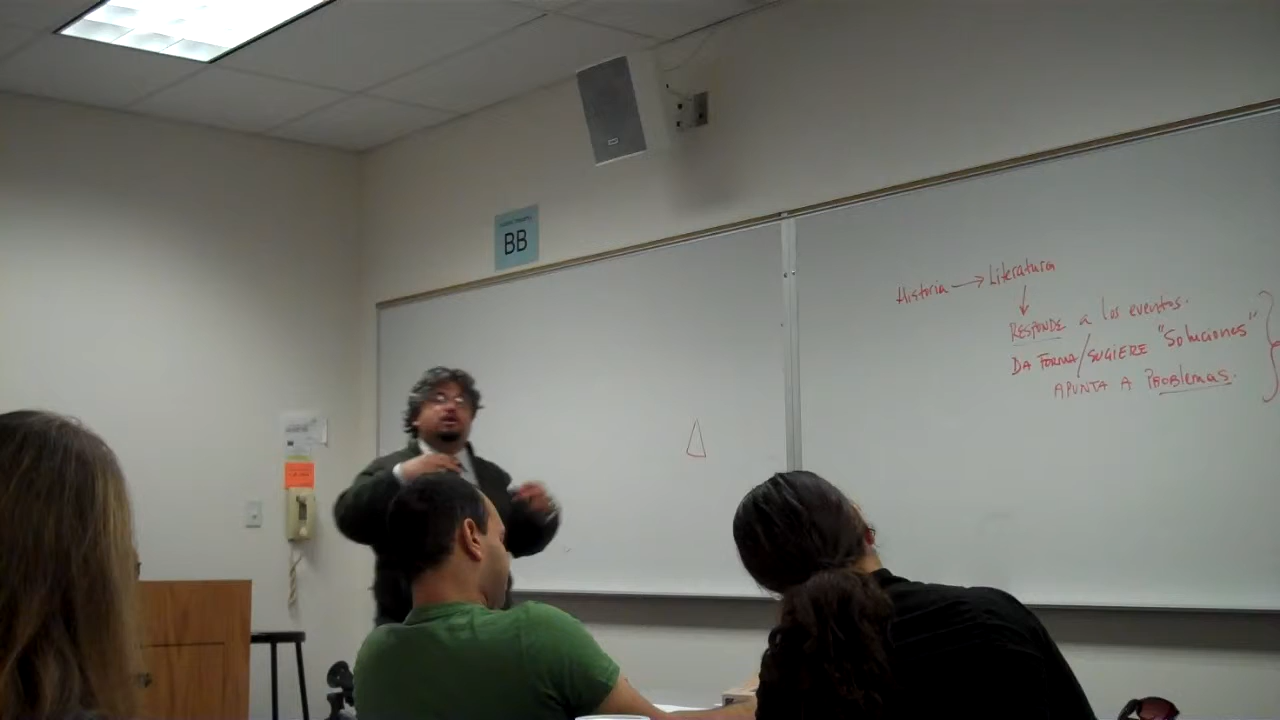 BB
Historia → Literatura
RESPONDE a los eventos.
DA FORMA/SUGIERE "Soluciones"
APUNTA A PROBLEMAS.